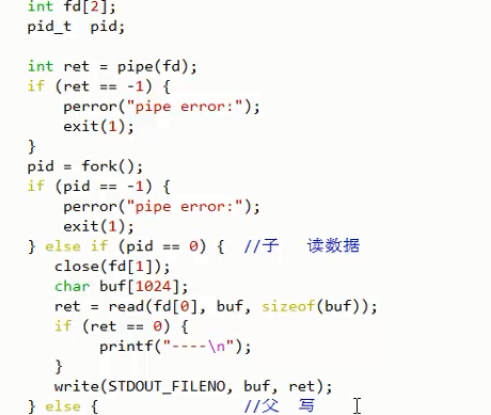 int fd[2];
pid_t  pid;
int ret = pipe(fd);
if (ret == -1) {
perror("pipe error:");
exit(1);
}
pid = fork();
if (pid == -1) {
perror("pipe error:");
exit(1);
} else if (pid == 0) {  //子   读数据
close(fd[1]);
char buf[1024];
ret = read(fd[0], buf, sizeof(buf));
if (ret == 0) {
printf("----\n");
}
write(STDOUT_FILENO, buf, ret);
} else {                //父  写